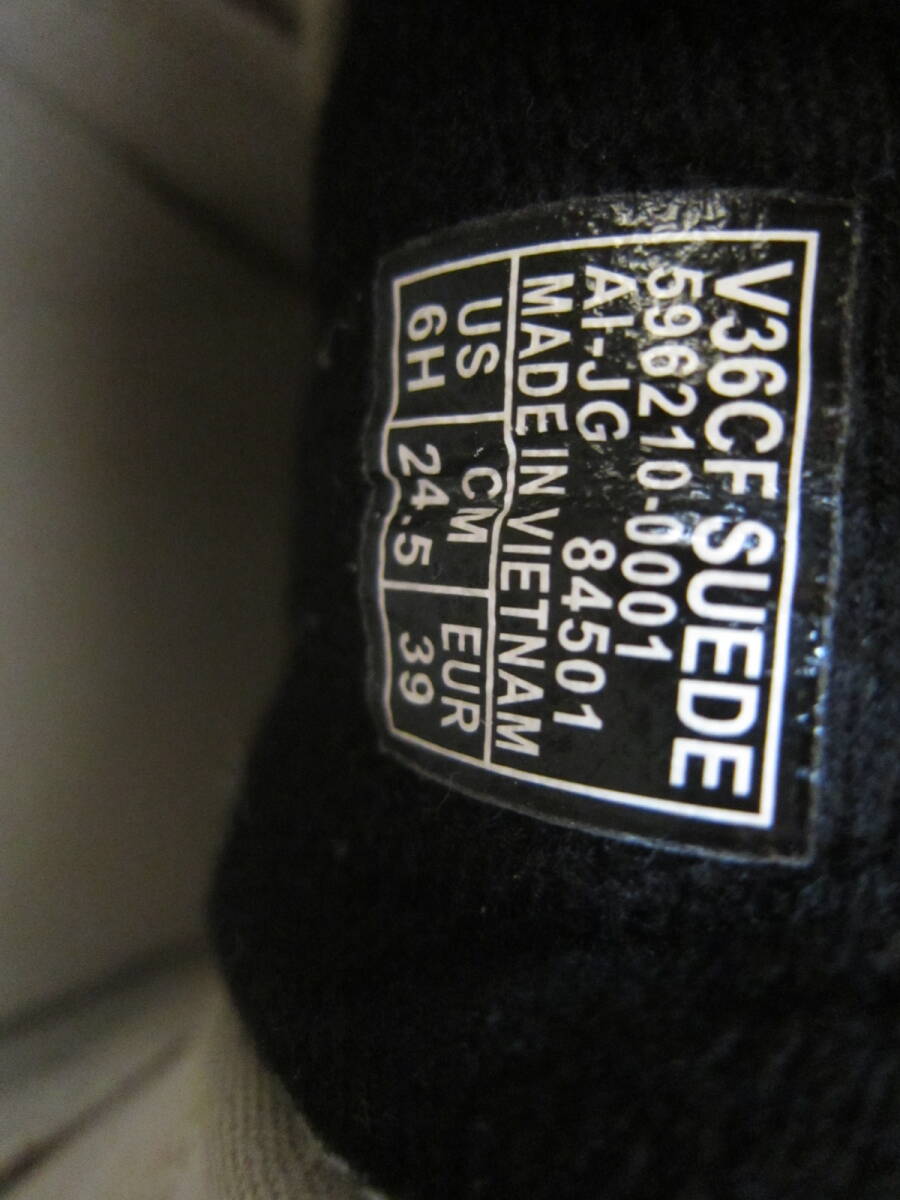 V36CF SUEDE
596210-0001
AI-JG 84501
MADE IN VIETNAM
US CM EUR
6H 24.5 39